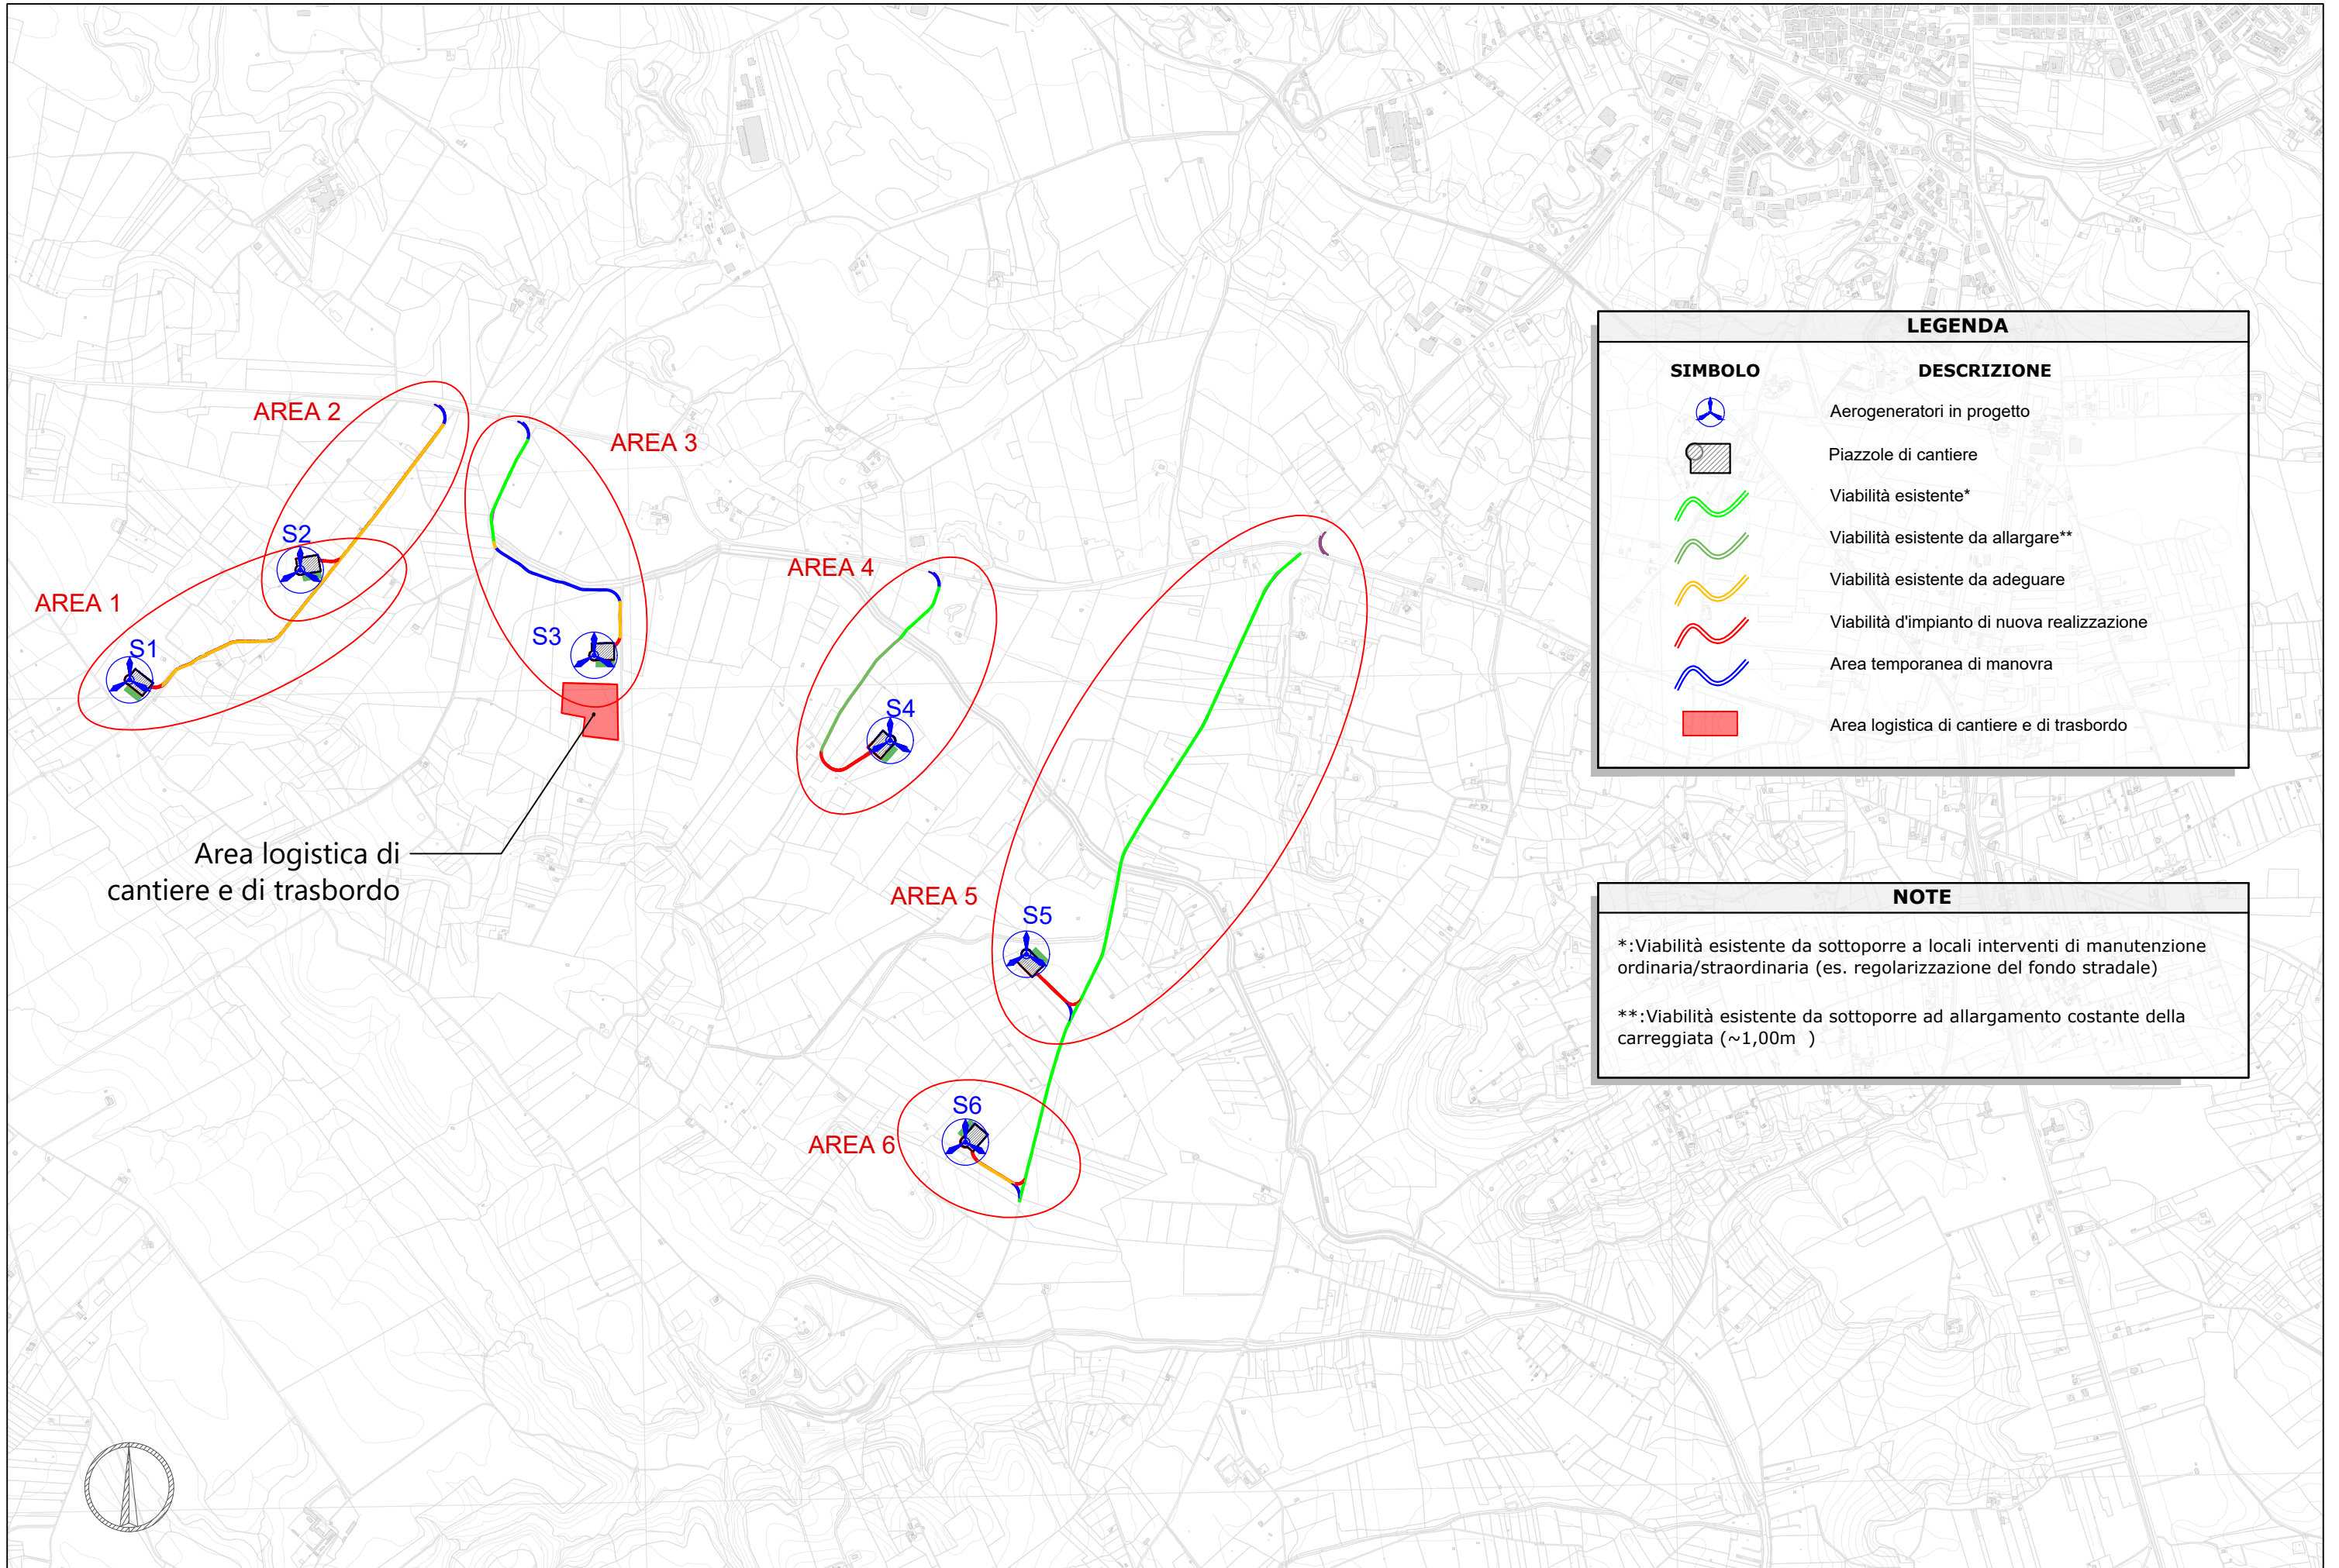 AREA 2
AREA 3
S2
AREA 1
S1
S3
AREA 4
S4
Area logistica di
cantiere e di trasbordo
AREA 5
S5
S6
AREA 6
LEGENDA
SIMBOLO DESCRIZIONE
Aerogeneratori in progetto
Piazzole di cantiere
Viabilità esistente*
Viabilità esistente da allargare**
Viabilità esistente da adeguare
Viabilità d'impianto di nuova realizzazione
Area temporanea di manovra
Area logistica di cantiere e di trasbordo
NOTE
*:Viabilità esistente da sottoporre a locali interventi di manutenzione
ordinaria/straordinaria (es. regolarizzazione del fondo stradale)
**:Viabilità esistente da sottoporre ad allargamento costante della
carreggiata (~1,00m )